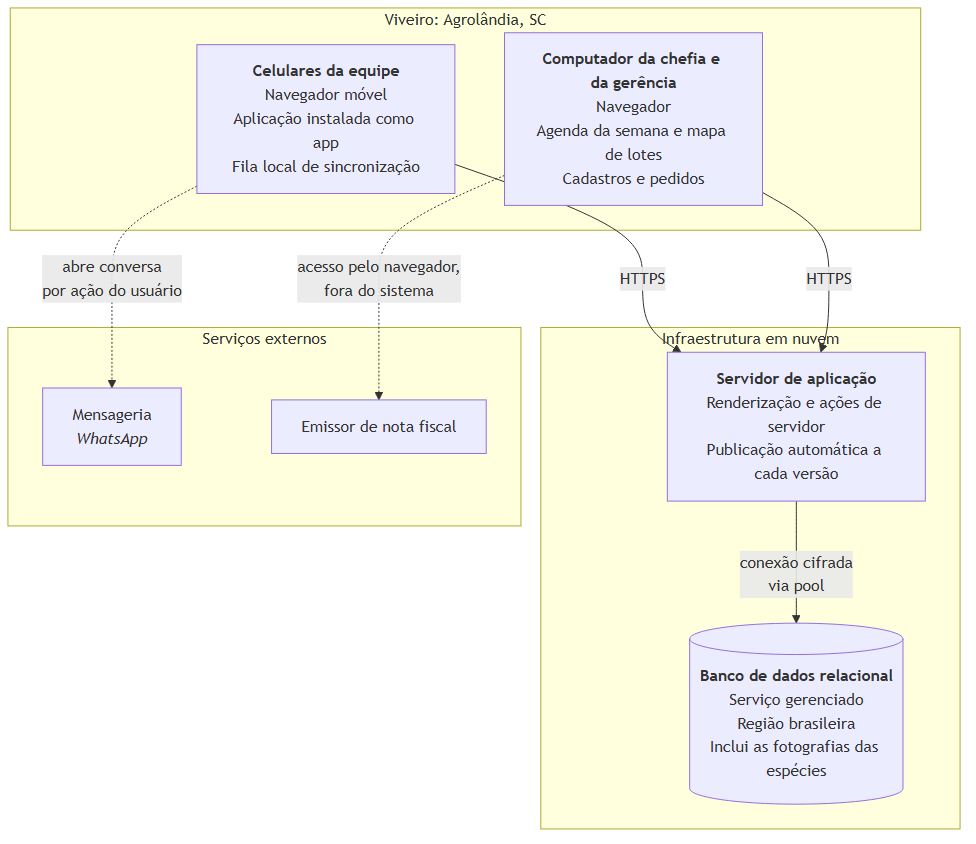 Viveiro: Agrolândia, SC
Celulares da equipe
Navegador móvel
Aplicação instalada como
app
Fila local de sincronização
Computador da chefia e
da gerência
Navegador
Agenda da semana e mapa
de lotes
Cadastros e pedidos
abre conversa
por ação do usuário
acesso pelo navegador,
fora do sistema
HTTPS
HTTPS
Serviços externos
Mensageria
WhatsApp
Emissor de nota fiscal
Infraestrutura em nuvem
Servidor de aplicação
Renderização e ações de
servidor
Publicação automática a
cada versão
conexão cifrada
via pool
Banco de dados relacional
Serviço gerenciado
Região brasileira
Inclui as fotografias das
espécies